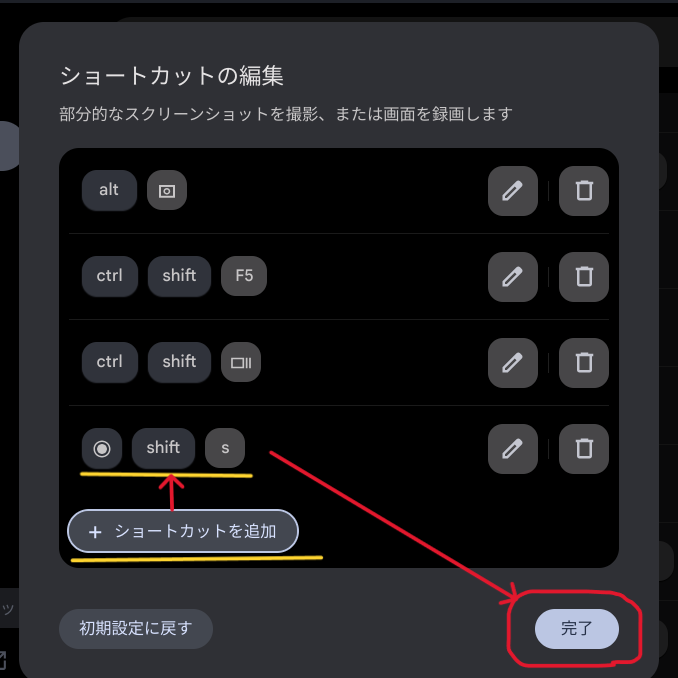 ショートカットの編集
部分的なスクリーンショットを撮影、または画面を録画します
alt
ctrl shift F5
ctrl shift
shift s
+ ショートカットを追加
ッ
初期設定に戻す
完了